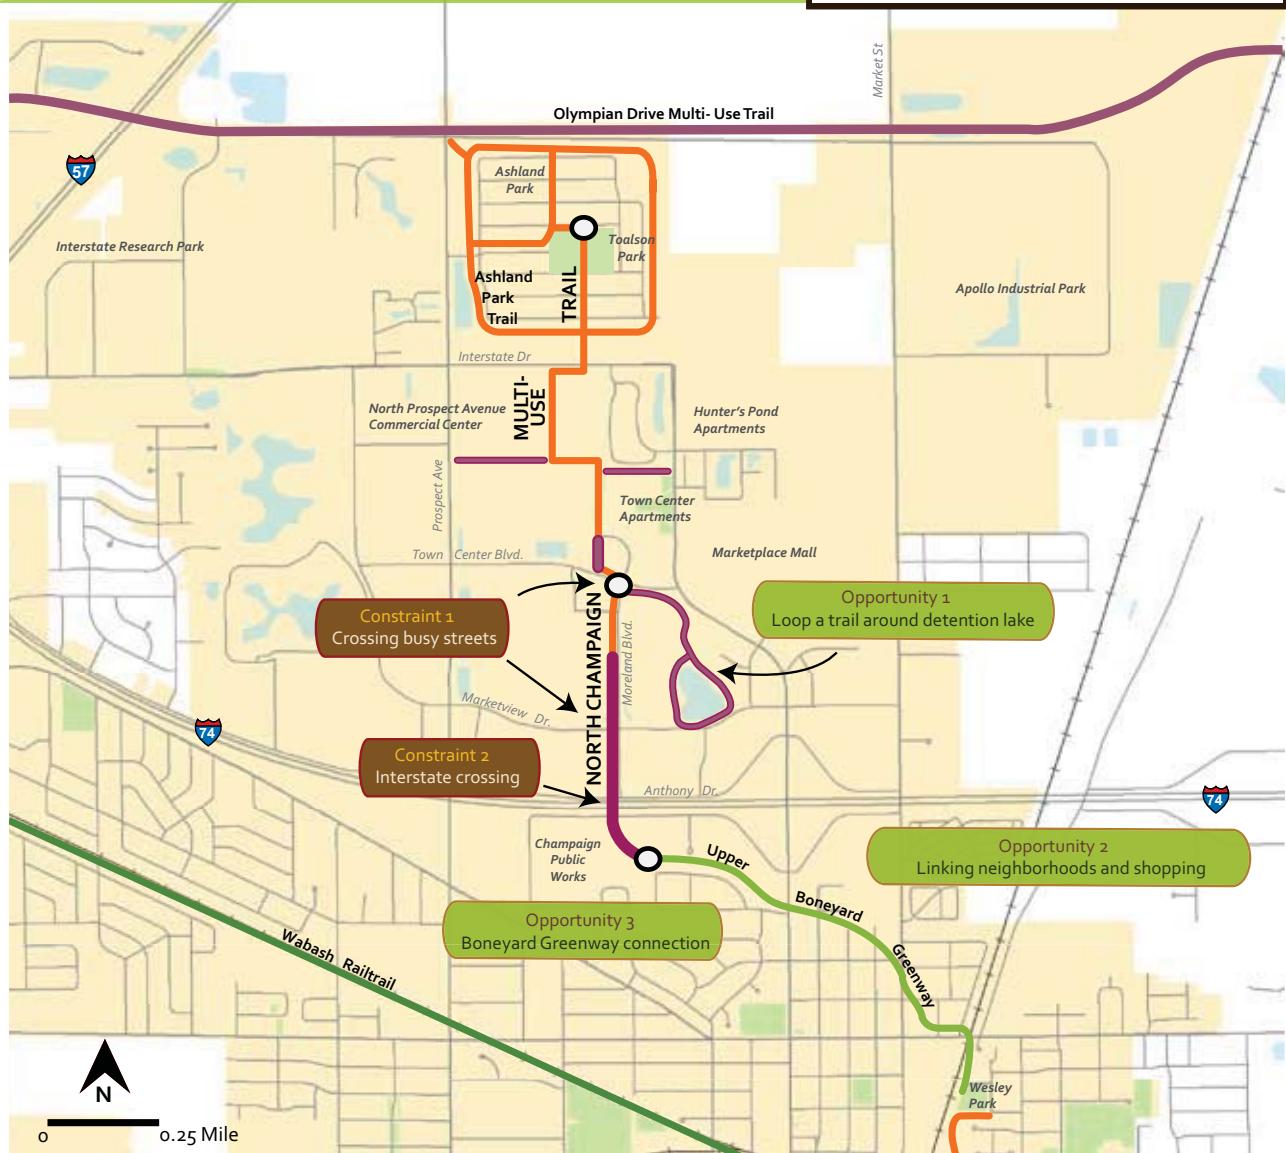 Market St
Olympian Drive Multi- Use Trail
57
Ashland
Park
Interstate Research Park
Toalson
Park
Ashland
Park
Trail
TRAIL
Apollo Industrial Park
Interstate Dr
MULTI-
USE
North Prospect Avenue
Commercial Center
Hunter's Pond
Apartments
Prospect Ave
Town Center
Apartments
Town Center Blvd.
Marketplace Mall
Constraint 1
Crossing busy streets
Opportunity 1
Loop a trail around detention lake
NORTH CHAMPAIGN
Moreland Blvd.
Marketview Dr.
74
Constraint 2
Interstate crossing
Anthony Dr.
74
Champaign
Public
Works
Upper
Boneyard
Greenway
Opportunity 2
Linking neighborhoods and shopping
Opportunity 3
Boneyard Greenway connection
Wabash Railtrail
Wesley
Park
N
0
0.25 Mile